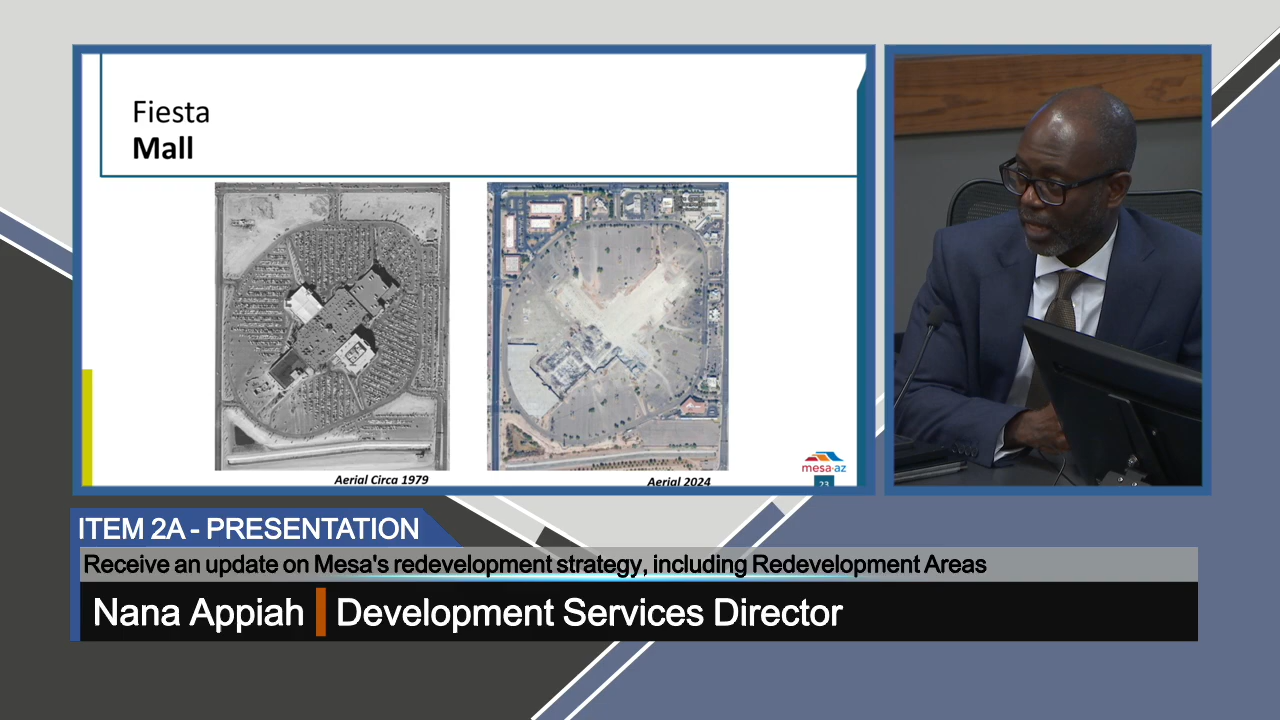 Fiesta
Mall
Aerial Circa 1979
Aerial 2024
mesa·az
23
ITEM 2A - PRESENTATION
Receive an update on Mesa's redevelopment strategy, including Redevelopment Areas
Nana Appiah
Development Services Director